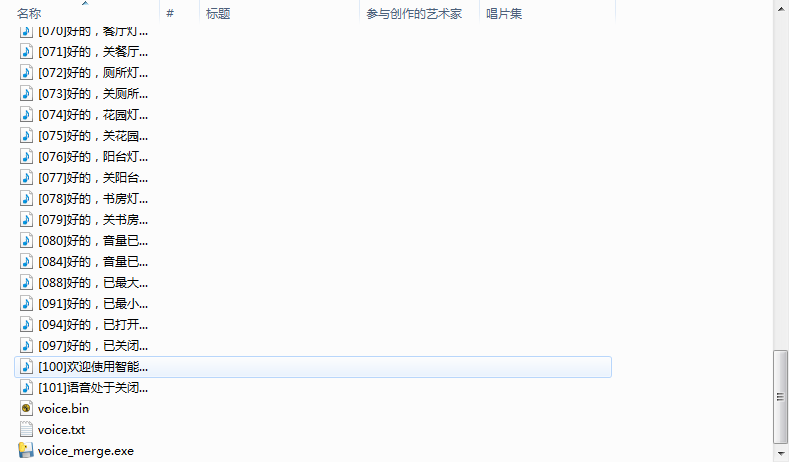 名称 # 标题 参与创作的艺术家 唱片集
[070]好的，餐厅灯...
[071]好的，关餐厅...
[072]好的，厕所灯...
[073]好的，关厕所...
[074]好的，花园灯...
[075]好的，关花园...
[076]好的，阳台灯...
[077]好的，关阳台...
[078]好的，书房灯...
[079]好的，关书房...
[080]好的，音量已...
[084]好的，音量已...
[088]好的，已最大...
[091]好的，已最小...
[094]好的，已打开...
[097]好的，已关闭...
[100]欢迎使用智能...
[101]语音处于关闭...
voice.bin
voice.txt
voice_merge.exe